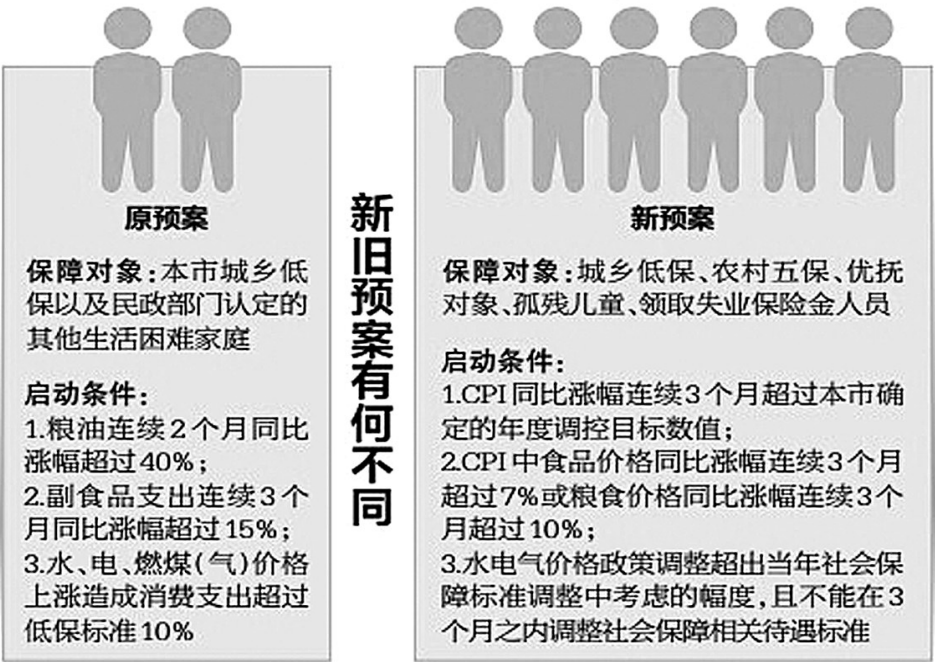 原预案
保障对象:本市城乡低
保以及民政部门认定的
其他生活困难家庭
启动条件:
1.粮油连续2个月同比
涨幅超过40%;
2.副食品支出连续3个
月同比涨幅超过15%;
3.水、电、燃煤(气)价格
上涨造成消费支出超过
低保标准10%
新旧预案有何不同
新预案
保障对象:城乡低保、农村五保、优抚
对象、孤残儿童、领取失业保险金人员
启动条件:
1.CPI同比涨幅连续3个月超过本市确
定的年度调控目标数值;
2.CPI中食品价格同比涨幅连续3个月
超过7%或粮食价格同比涨幅连续3个
月超过10%;
3.水电气价格政策调整超出当年社会保
障标准调整中考虑的幅度,且不能在3
个月之内调整社会保障相关待遇标准